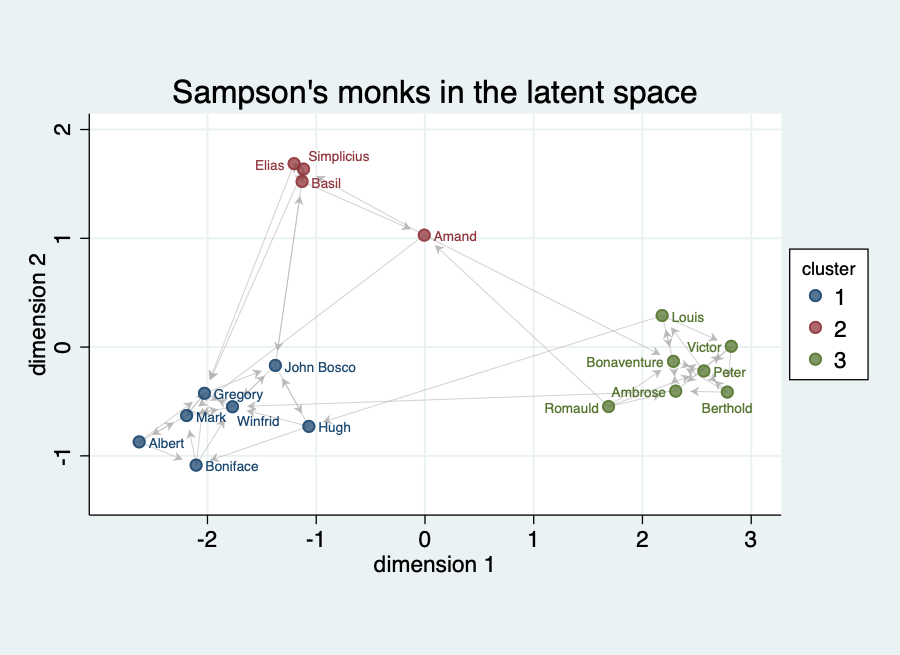 Sampson's monks in the latent space
2
1
0
-1
dimension 2
Simplicius
Elias
Basil
Amand
Louis
Victor
Bonaventure
Peter
Ambrose
Romauld
Berthold
John Bosco
Gregory
Mark
Winfrid
Hugh
Albert
Boniface
-2
-1
0
1
2
3
dimension 1
cluster
1
2
3